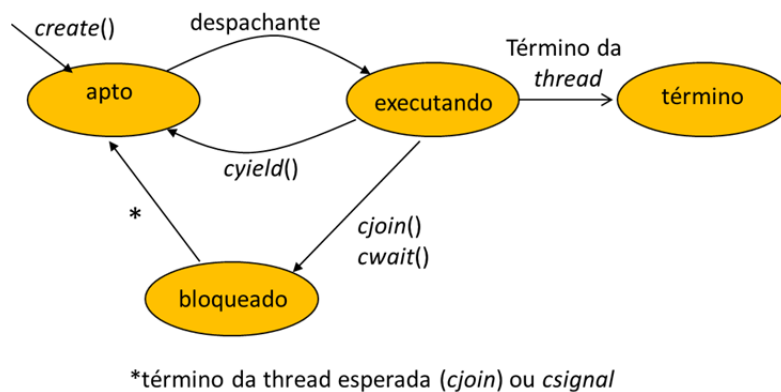 create()
despachante
Término da
thread
apto
executando
término
cyield()
*
cjoin()
cwait()
bloqueado
*término da thread esperada (cjoin) ou csignal